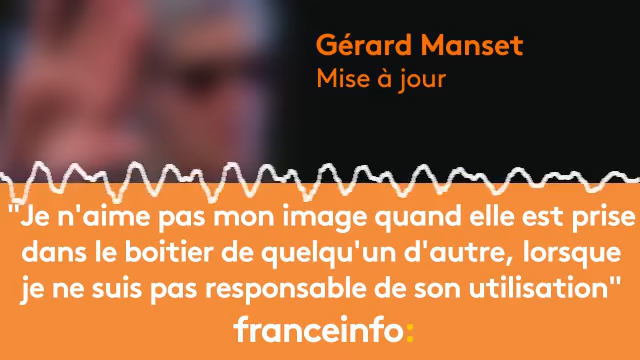 Gérard Manset
Mise à jour
"Je n'aime pas mon image quand elle est prise
dans le boitier de quelqu'un d'autre, lorsque
je ne suis pas responsable de son utilisation"
franceinfo: